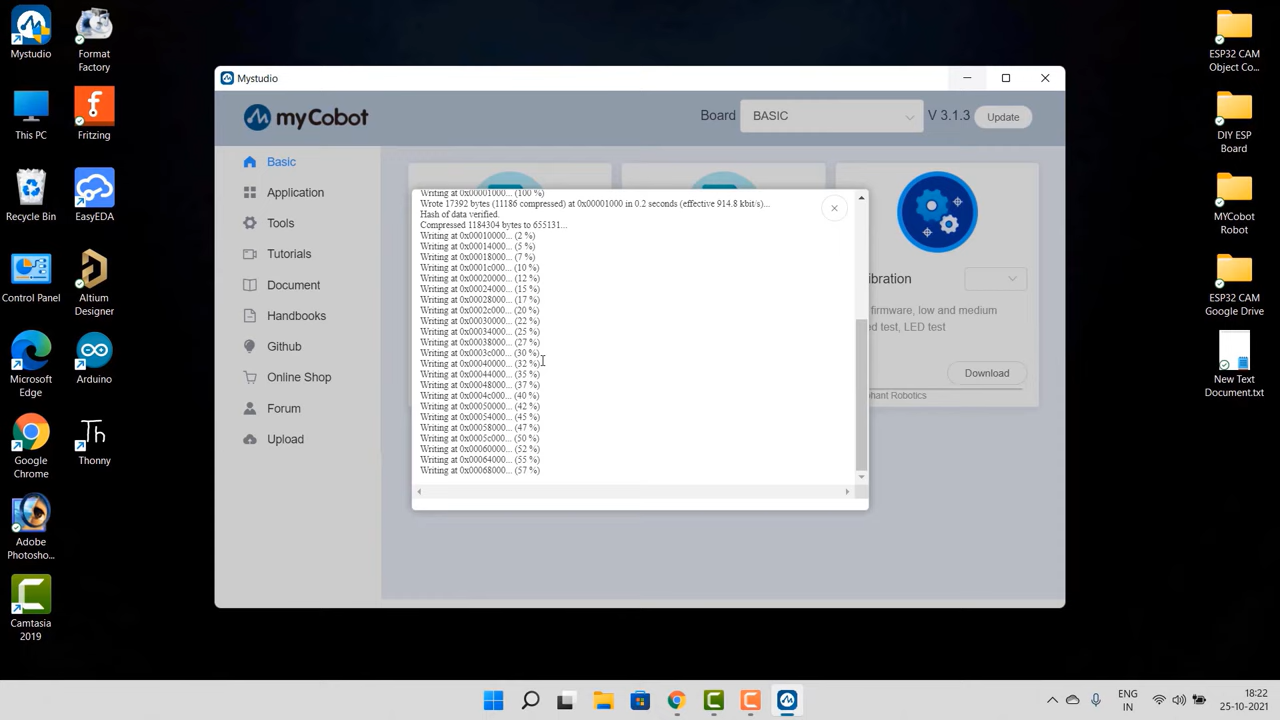 Mystudio
Format
Factory
This PC
Fritzing
Recycle Bin
EasyEDA
Control Panel
Altium
Designer
Microsoft
Edge
Arduino
Google
Chrome
Thonny
Adobe
Photosho...
Camtasia
2019
Mystudio
myCobot
Board
BASIC
V 3.1.3
Update
Basic
Application
Tools
Tutorials
Document
Handbooks
Github
Online Shop
Forum
Upload
Writing at 0x00001000... (100 %)
Wrote 17392 bytes (11186 compressed) at 0x00001000 in 0.2 seconds (effective 914.8 kbit/s)...
Hash of data verified.
Compressed 1184304 bytes to 655131...
Writing at 0x00010000... (2 %)
Writing at 0x00014000... (5 %)
Writing at 0x00018000... (7 %)
Writing at 0x0001c000... (10 %)
Writing at 0x00020000... (12 %)
Writing at 0x00024000... (15 %)
Writing at 0x00028000... (17 %)
Writing at 0x0002c000... (20 %)
Writing at 0x00030000... (22 %)
Writing at 0x00034000... (25 %)
Writing at 0x00038000... (27 %)
Writing at 0x0003c000... (30 %)
Writing at 0x00040000... (32 %)
Writing at 0x00044000... (35 %)
Writing at 0x00048000... (37 %)
Writing at 0x0004c000... (40 %)
Writing at 0x00050000... (42 %)
Writing at 0x00054000... (45 %)
Writing at 0x00058000... (47 %)
Writing at 0x0005c000... (50 %)
Writing at 0x00060000... (52 %)
Writing at 0x00064000... (55 %)
Writing at 0x00068000... (57 %)
ibration
firmware, low and medium
ed test, LED test
Download
phant Robotics
ESP32 CAM
Object Co...
DIY ESP
Board
MYCobot
Robot
ESP32 CAM
Google Drive
New Text
Document.txt
ENG
IN
18:22
25-10-2021